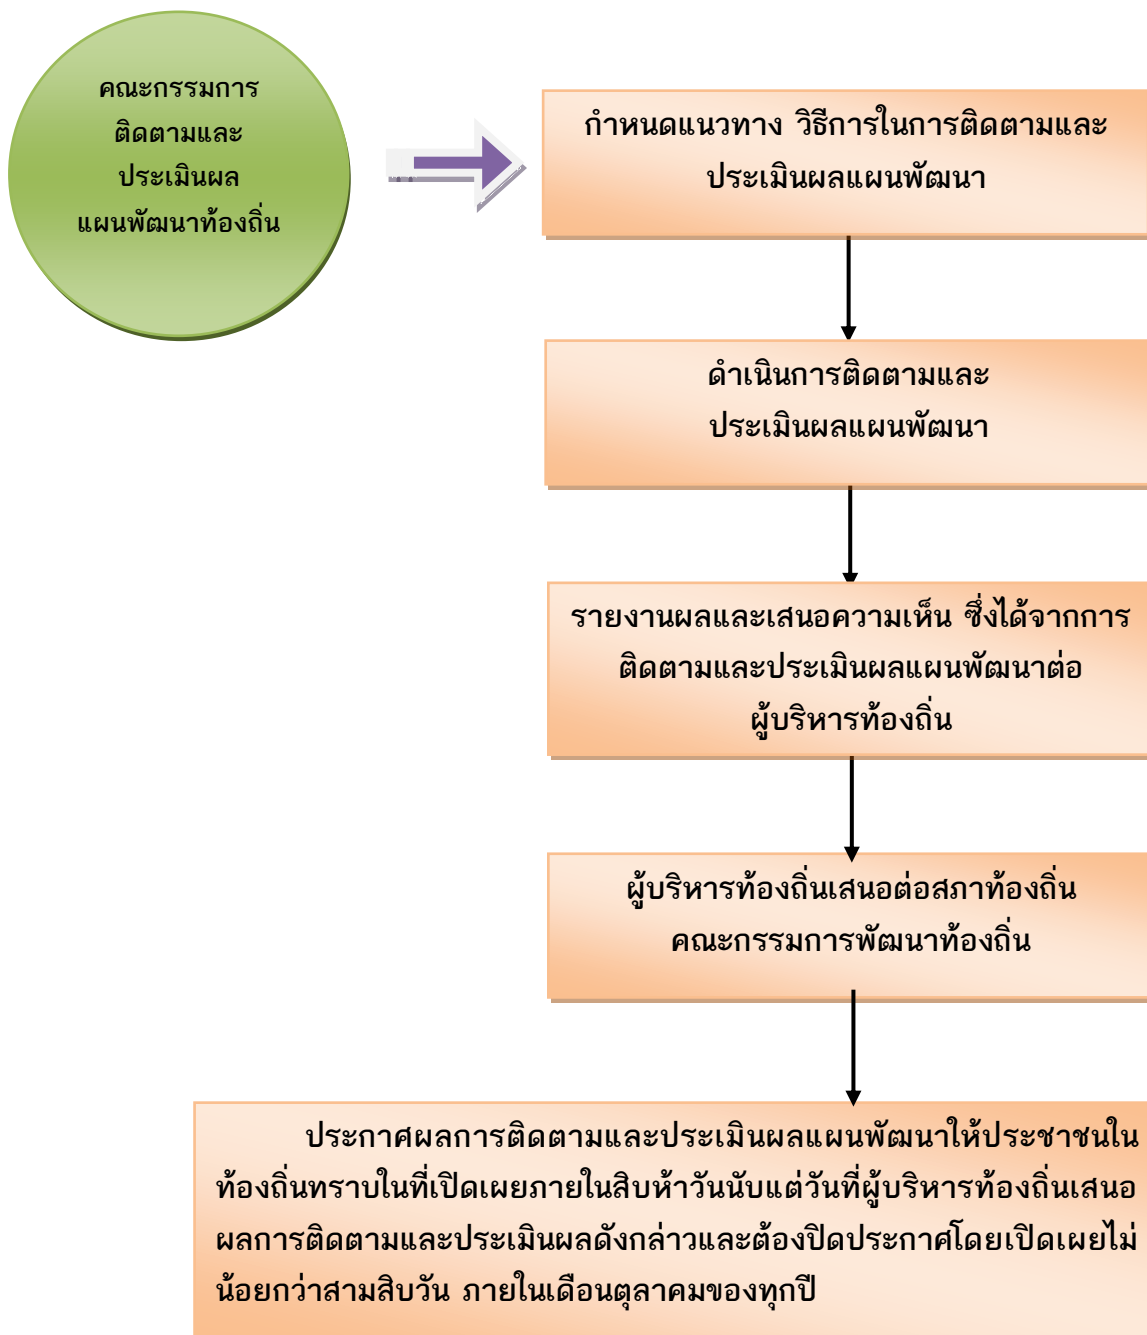 คณะกรรมการ
ติดตามและ
ประเมินผล
แผนพัฒนาท้องถิ่น
กำหนดแนวทาง วิธีการในการติดตามและ
ประเมินผลแผนพัฒนา
ดำเนินการติดตามและ
ประเมินผลแผนพัฒนา
รายงานผลและเสนอความเห็น ซึ่งได้จากการ
ติดตามและประเมินผลแผนพัฒนาต่อ
ผู้บริหารท้องถิ่น
ผู้บริหารท้องถิ่นเสนอต่อสภาท้องถิ่น
คณะกรรมการพัฒนาท้องถิ่น
ประกาศผลการติดตามและประเมินผลแผนพัฒนาให้ประชาชนใน
ท้องถิ่นทราบในที่เปิดเผยภายในสิบห้าวันนับแต่วันที่ผู้บริหารท้องถิ่นเสนอ
ผลการติดตามและประเมินผลดังกล่าวและต้องปิดประกาศโดยเปิดเผยไม่
น้อยกว่าสามสิบวัน ภายในเดือนตุลาคมของทุกปี